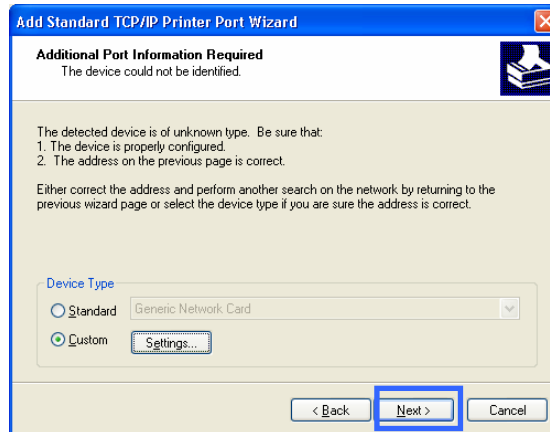 Add Standard TCP/IP Printer Port Wizard
Additional Port Information Required
The device could not be identified.
The detected device is of unknown type.  Be sure that:
1. The device is properly configured.
2.  The address on the previous page is correct.
Either correct the address and perform another search on the network by returning to the
previous wizard page or select the device type if you are sure the address is correct.
Device Type
Standard
Generic Network Card
Custom
Settings...
< Back
Next >
Cancel